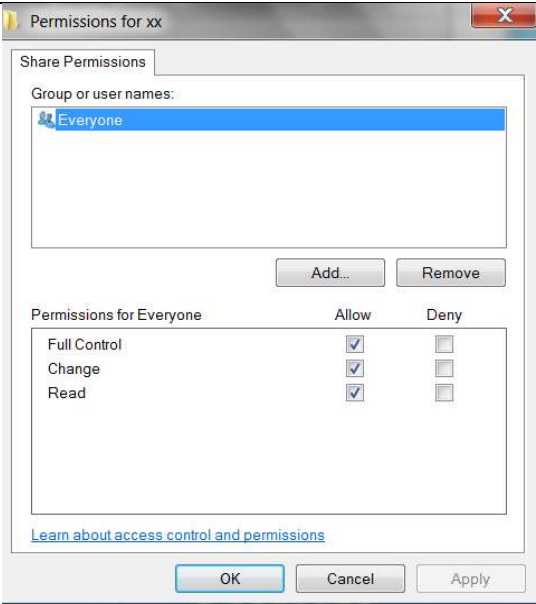 Permissions for xx
Share Permissions
Group or user names:
Everyone
Add...
Remove
Permissions for Everyone Allow Deny
Full Control
Change
Read
Learn about access control and permissions
OK
Cancel
Apply